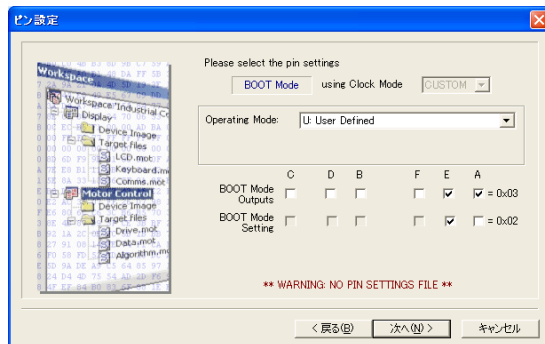 ピン設定
Workspace
Workspace "Industrial Co
Display
Device Image
Target files
LCD.mot
Keyboard.m
Comms.mot
Motor Control
Device Image
Target files
Drive.mot
Data.mot
Algorithm.mot
Please select the pin settings
BOOT Mode using Clock Mode CUSTOM
Operating Mode: U: User Defined
C D B F E A
BOOT Mode Outputs = 0x03
BOOT Mode Setting = 0x02
** WARNING: NO PIN SETTINGS FILE **
< 戻る(B) 次へ(N) > キャンセル